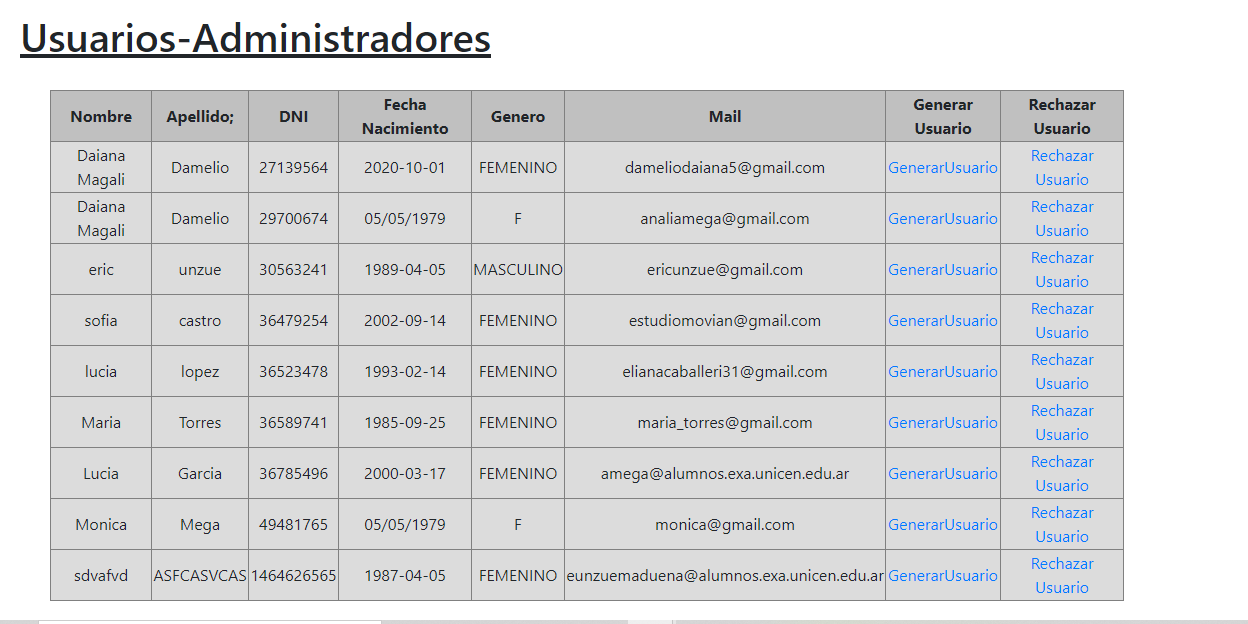 Usuarios-Administradores
Nombre Apellido; DNI Fecha Nacimiento Genero Mail Generar Usuario Rechazar Usuario
Daiana Magali Damelio 27139564 2020-10-01 FEMENINO dameliodaiana5@gmail.com GenerarUsuario Rechazar Usuario
Daiana Magali Damelio 29700674 05/05/1979 F analiamega@gmail.com GenerarUsuario Rechazar Usuario
eric unzue 30563241 1989-04-05 MASCULINO ericunzue@gmail.com GenerarUsuario Rechazar Usuario
sofia castro 36479254 2002-09-14 FEMENINO estudiomovian@gmail.com GenerarUsuario Rechazar Usuario
lucia lopez 36523478 1993-02-14 FEMENINO elianacaballeri31@gmail.com GenerarUsuario Rechazar Usuario
Maria Torres 36589741 1985-09-25 FEMENINO maria_torres@gmail.com GenerarUsuario Rechazar Usuario
Lucia Garcia 36785496 2000-03-17 FEMENINO amega@alumnos.exa.unicen.edu.ar GenerarUsuario Rechazar Usuario
Monica Mega 49481765 05/05/1979 F monica@gmail.com GenerarUsuario Rechazar Usuario
sdvafvd ASFCASVCAS 1464626565 1987-04-05 FEMENINO eunzuemaduena@alumnos.exa.unicen.edu.ar GenerarUsuario Rechazar Usuario